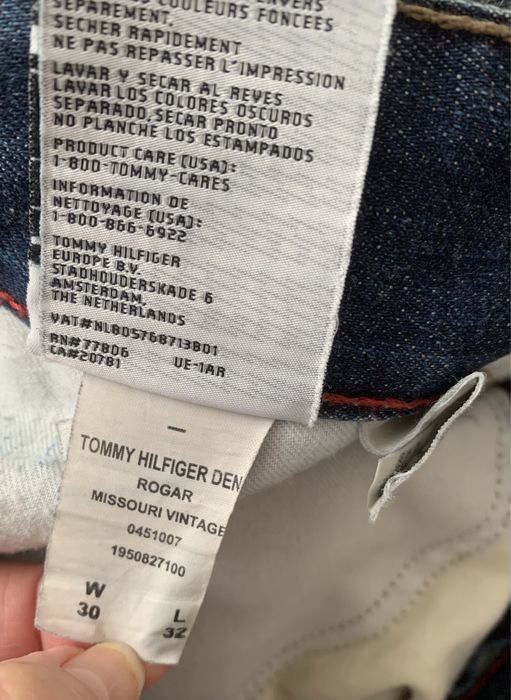 COULEURS FONCEES
SEPAREMENT.
SECHER RAPIDEMENT
NE PAS REPASSER L'IMPRESSION
LAVAR Y SECAR AL REVES
LAVAR LOS COLORES OSCUROS
SEPARADO, SECAR PRONTO
NO PLANCHE LOS ESTAMPADOS
PRODUCT CARE (USA):
1-800-TOMMY-CARES
INFORMATION DE
NETTOYAGE (USA):
1-800-866-6922
TOMMY HILFIGER
EUROPE B.V.
STADHOUDERSKADE 6
AMSTERDAM,
THE NETHERLANDS
VAT#NL805768713B01
RN#77806
CA#20781 UE-1AR
–
TOMMY HILFIGER DEN
ROGAR
MISSOURI VINTAGE
0451007
1950827100
W L
30 32